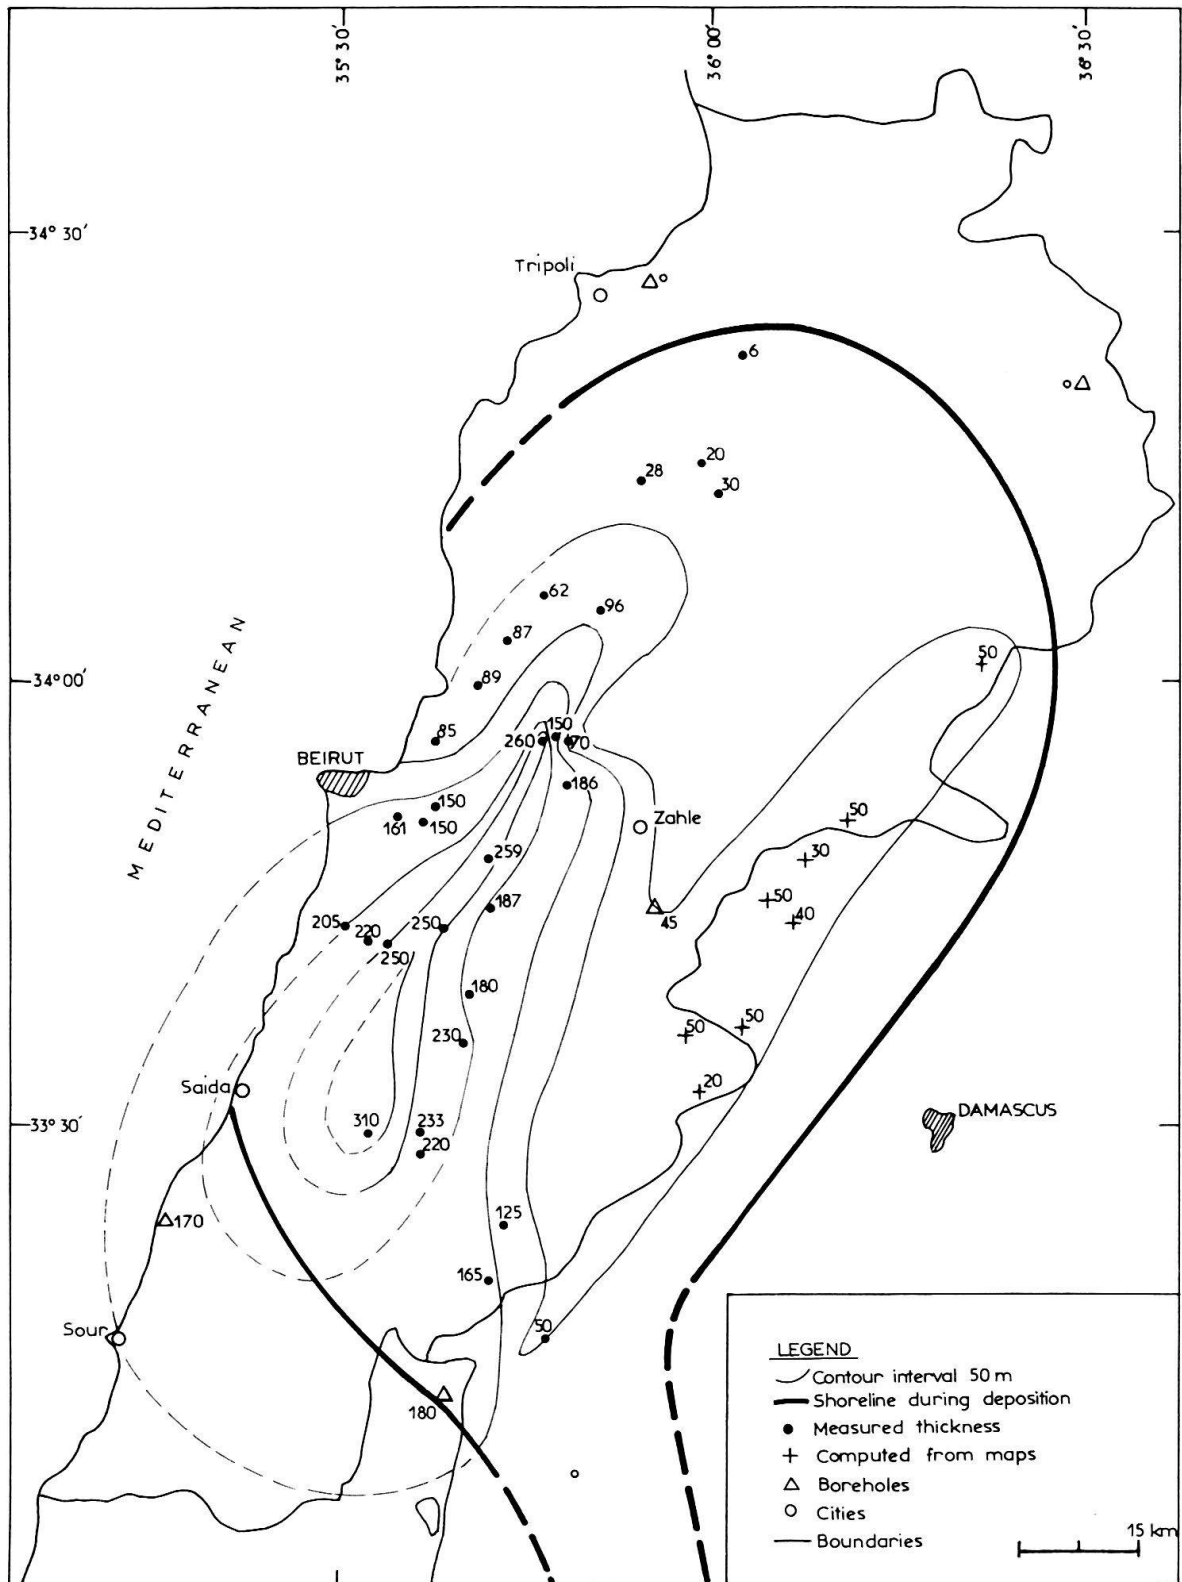 35° 30'
36° 00'
36° 30'
34° 30'
Tripoli
6
20
28
30
62
96
87
MEDITERRANEAN
34° 00'
50
89
85
150
260
70
BEIRUT
186
150
161
150
Zahle
50
259
30
187
50
205
220
250
250
45
40
180
50
50
230
Saida
20
33° 30'
310
233
220
DAMASCUS
170
125
165
Sour
50
180
LEGEND
Contour interval 50 m
Shoreline during deposition
Measured thickness
Computed from maps
Boreholes
Cities
Boundaries
15 km